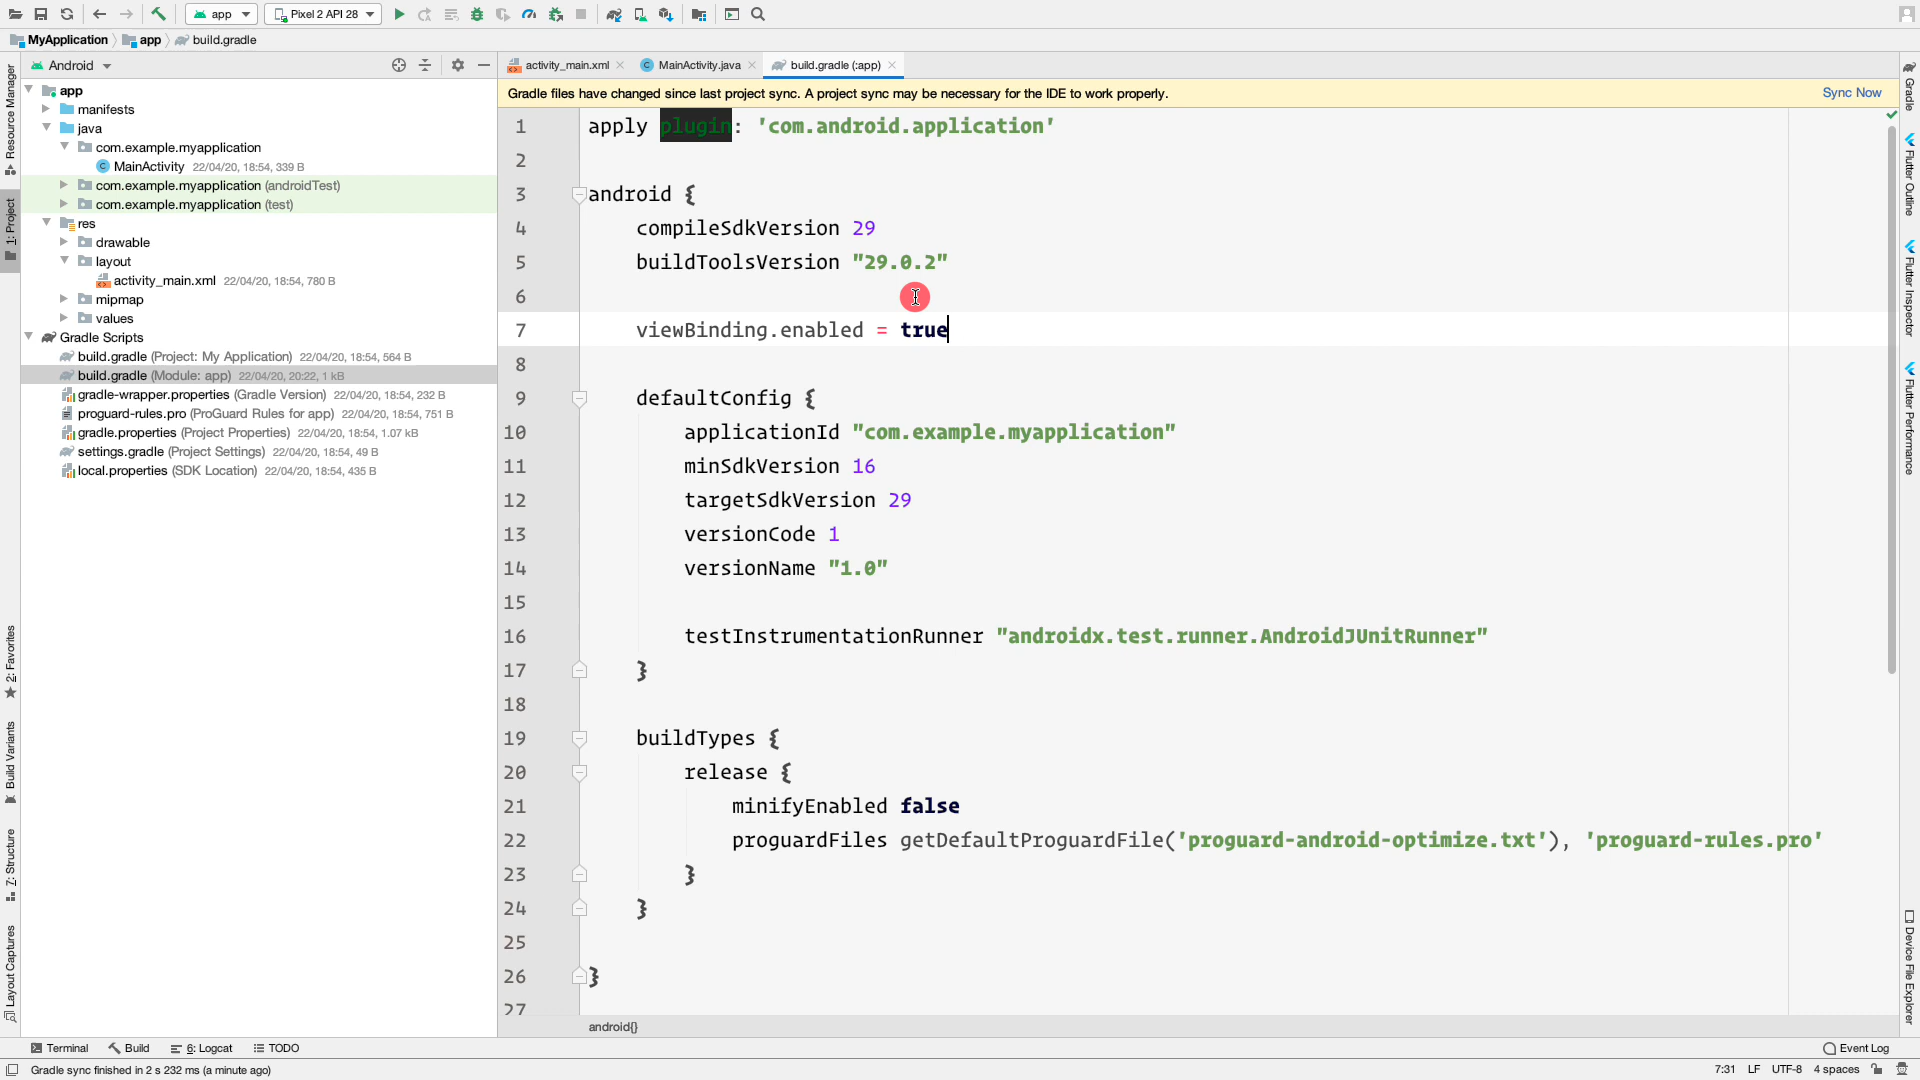 app
Pixel 2 API 28
MyApplication
app
build.gradle
Android
activity_main.xml
MainActivity.java
build.gradle (:app)
Gradle files have changed since last project sync. A project sync may be necessary for the IDE to work properly.
Sync Now
app
manifests
java
com.example.myapplication
MainActivity 22/04/20, 18:54, 339 B
com.example.myapplication (androidTest)
com.example.myapplication (test)
res
drawable
layout
activity_main.xml 22/04/20, 18:54, 780 B
mipmap
values
Gradle Scripts
build.gradle (Project: My Application) 22/04/20, 18:54, 564 B
build.gradle (Module: app) 22/04/20, 20:22, 1 kB
gradle-wrapper.properties (Gradle Version) 22/04/20, 18:54, 232 B
proguard-rules.pro (ProGuard Rules for app) 22/04/20, 18:54, 751 B
gradle.properties (Project Properties) 22/04/20, 18:54, 1.07 kB
settings.gradle (Project Settings) 22/04/20, 18:54, 49 B
local.properties (SDK Location) 22/04/20, 18:54, 435 B
1 apply plugin: 'com.android.application'
2
3 android {
4 compileSdkVersion 29
5 buildToolsVersion "29.0.2"
6
7 viewBinding.enabled = true
8
9 defaultConfig {
10 applicationId "com.example.myapplication"
11 minSdkVersion 16
12 targetSdkVersion 29
13 versionCode 1
14 versionName "1.0"
15
16 testInstrumentationRunner "androidx.test.runner.AndroidJUnitRunner"
17 }
18
19 buildTypes {
20 release {
21 minifyEnabled false
22 proguardFiles getDefaultProguardFile('proguard-android-optimize.txt'), 'proguard-rules.pro'
23 }
24 }
25
26 }
27
android{}
Resource Manager
1: Project
2: Favorites
Build Variants
7: Structure
Layout Captures
Gradle
Flutter Outline
Flutter Inspector
Flutter Performance
Device File Explorer
Terminal
Build
6: Logcat
TODO
Event Log
Gradle sync finished in 2 s 232 ms (a minute ago)
7:31 LF UTF-8 4 spaces